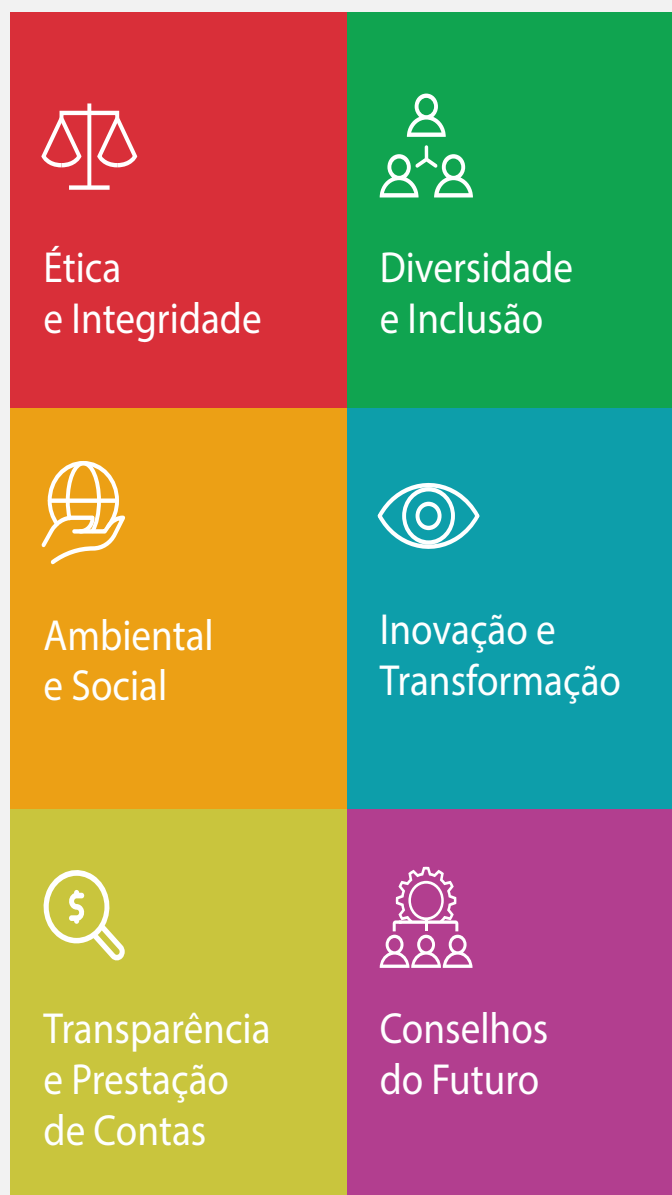 Ética
e Integridade
Diversidade
e Inclusão
Ambiental
e Social
Inovação e
Transformação
$
Transparência
e Prestação
de Contas
Conselhos
do Futuro